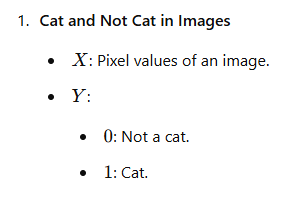 1. Cat and Not Cat in Images
• X: Pixel values of an image.
• Y:
• 0: Not a cat.
• 1: Cat.